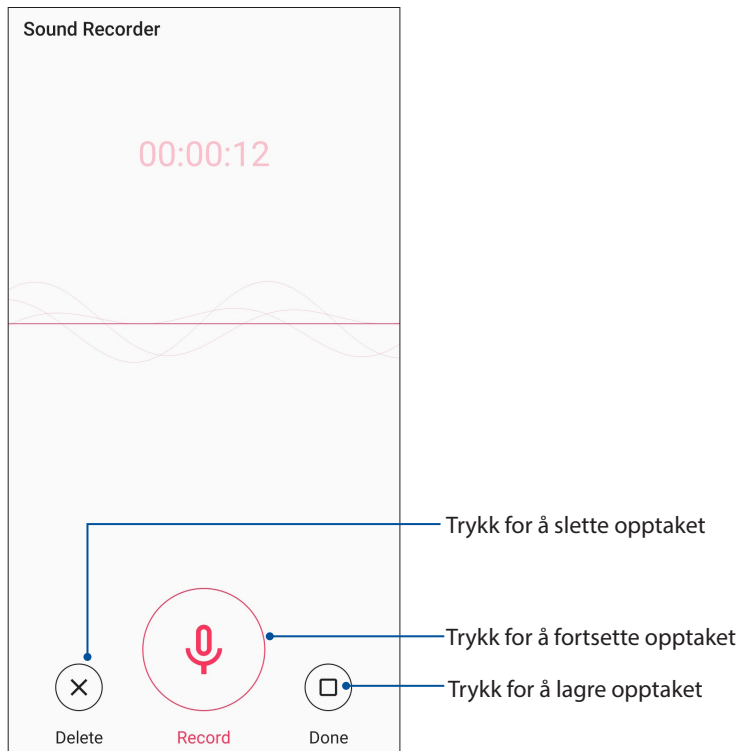 Sound Recorder
00:00:12
Trykk for å slette opptaket
Trykk for å fortsette opptaket
Trykk for å lagre opptaket
Delete
Record
Done